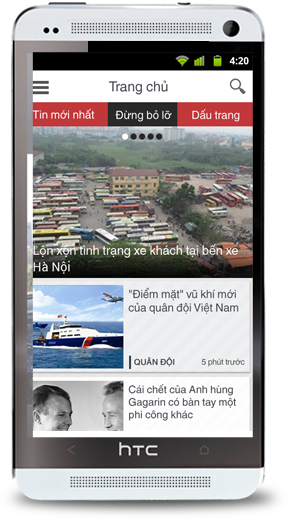 4:20
Trang chủ
Tin mới nhất
Đừng bỏ lỡ
Dấu trang
Lộn xộn tình trạng xe khách tại bến xe
Hà Nội
"Điểm mặt" vũ khí mới
của quân đội Việt Nam
QUÂN ĐỘI
5 phút trước
Cái chết của Anh hùng
Gagarin có bàn tay một
phi công khác
hTC